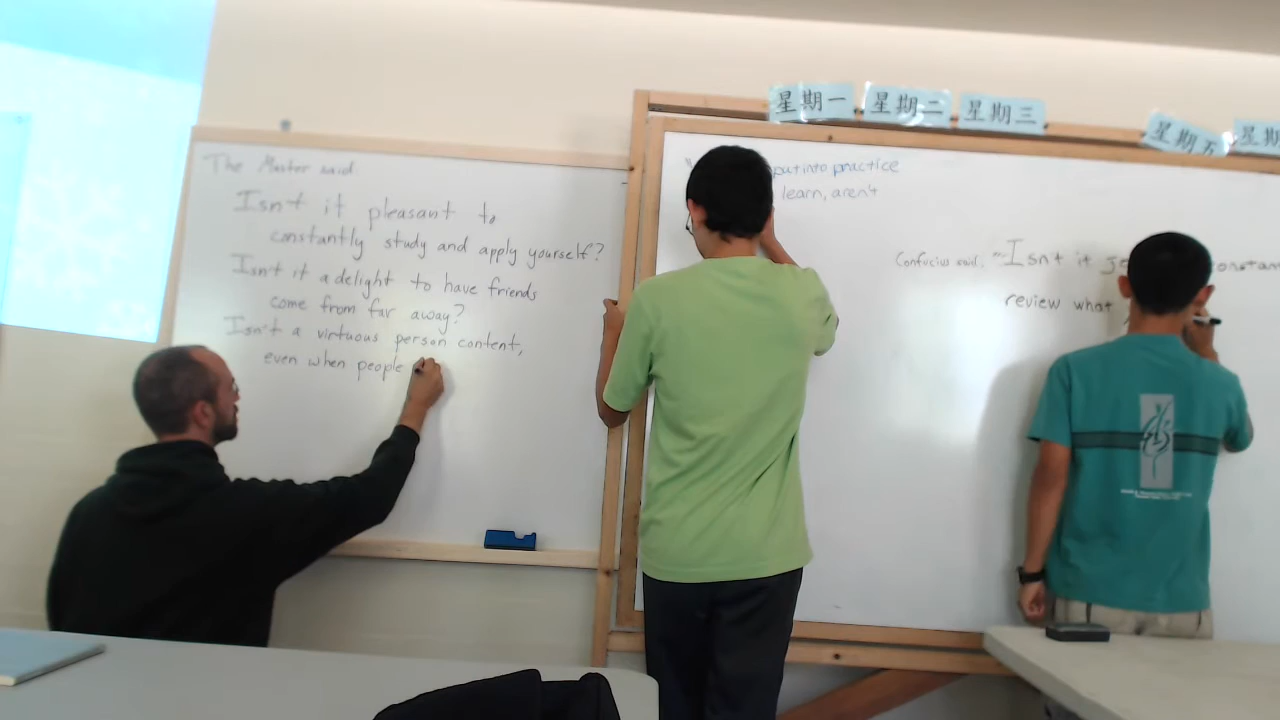 星期一
星期二
星期三
星期五
星期
The Master said:
Isn't it pleasant to
constantly study and apply yourself?
Isn't it a delight to have friends
come from far away?
Isn't a virtuous person content,
even when people
put into practice
learn, aren't
Confucius said, "Isn't it
review what